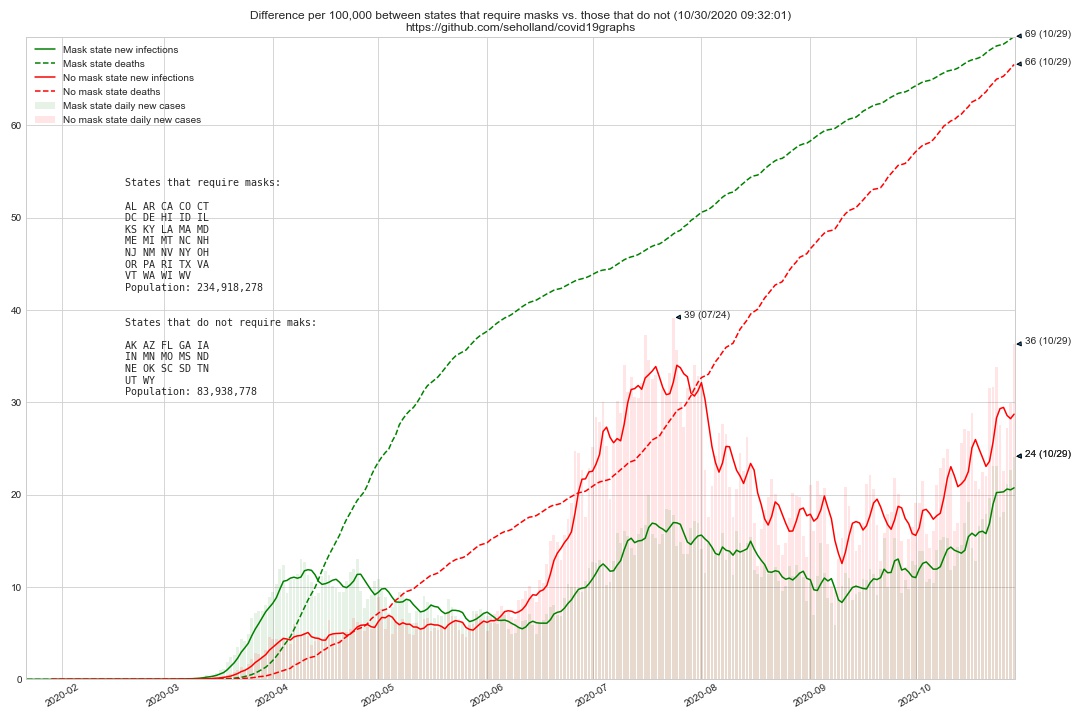 Difference per 100,000 between states that require masks vs. those that do not (10/30/2020 09:32:01)
https://github.com/seholland/covid19graphs
Mask state new infections
Mask state deaths
No mask state new infections
No mask state deaths
Mask state daily new cases
No mask state daily new cases
States that require masks:
AL AR CA CO CT
DC DE HI ID IL
KS KY LA MA MD
ME MI MT NC NH
NJ NM NV NY OH
OR PA RI TX VA
VT WA WI WV
Population: 234,918,278
States that do not require maks:
AK AZ FL GA IA
IN MN MO MS ND
NE OK SC SD TN
UT WY
Population: 83,938,778
69 (10/29)
66 (10/29)
39 (07/24)
36 (10/29)
24 (10/29)
60
50
40
30
20
10
0
2020-02
2020-03
2020-04
2020-05
2020-06
2020-07
2020-08
2020-09
2020-10